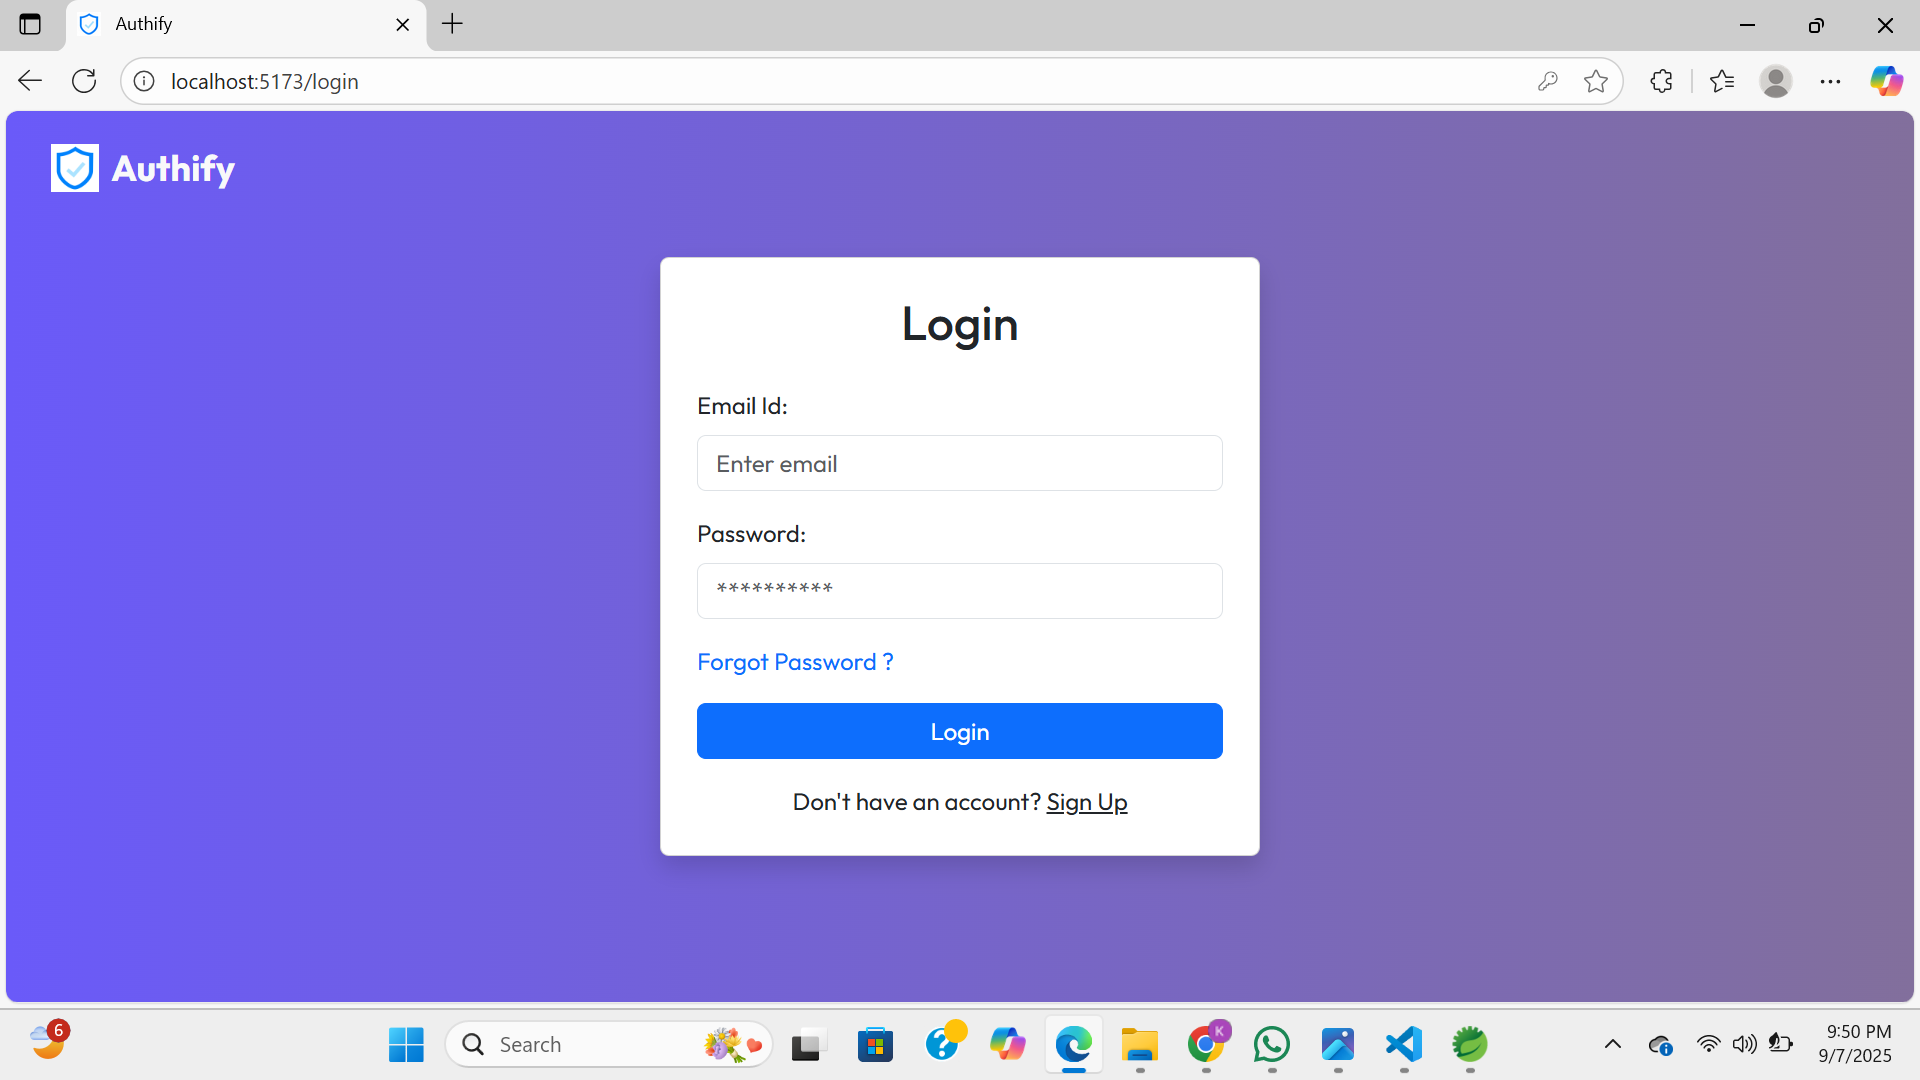 Authify
localhost:5173/login
Authify
Login
Email Id:
Enter email
Password:
**********
Forgot Password ?
Login
Don't have an account? Sign Up
6
Search
K
9:50 PM
9/7/2025